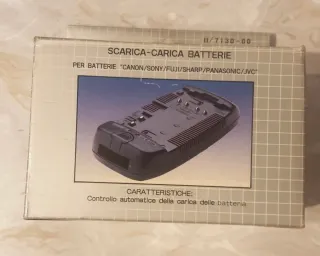 H/7130-00
SCARICA-CARICA BATTERIE
PER BATTERIE "CANON/SONY/FUJI/SHARP/PANASONIC/JVC"
CARATTERISTICHE:
Controllo automatico della carica delle batterie